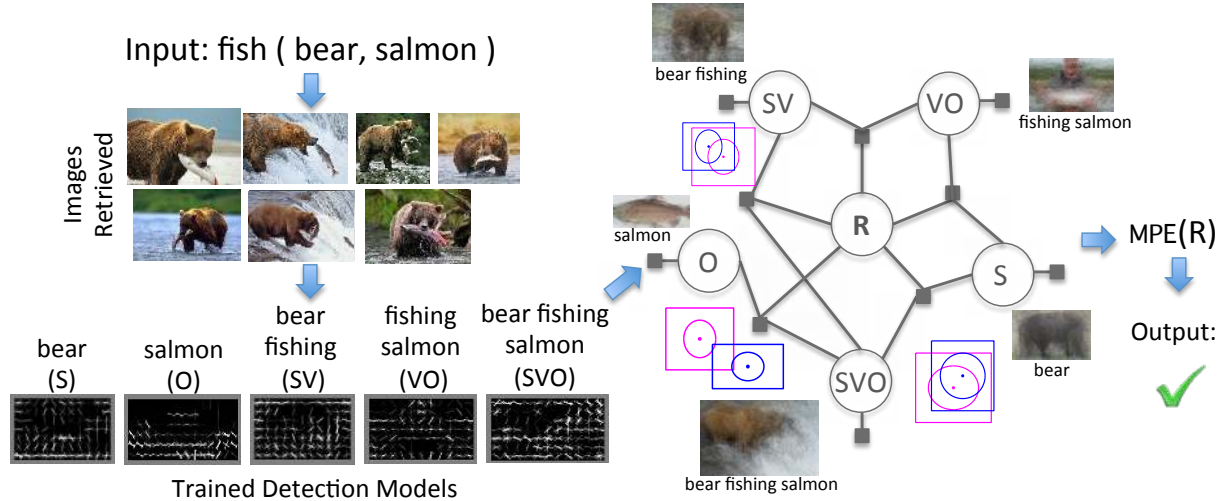 Input: fish ( bear, salmon )
Images
Retrieved
bear
(S)
salmon
(O)
bear
fishing
(SV)
fishing
salmon
(VO)
bear fishing
salmon
(SVO)
Trained Detection Models
bear fishing
SV
VO
fishing salmon
salmon
O
R
S
bear
SVO
bear fishing salmon
MPE(R)
Output: